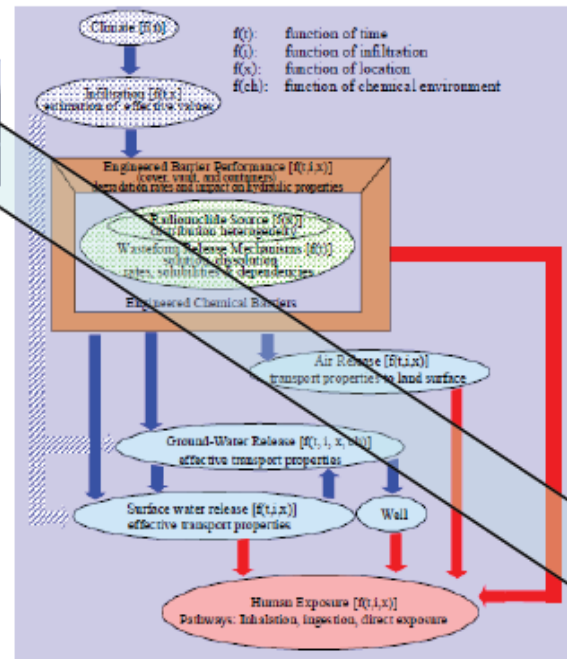 Climate [f(t)]
f(t): function of time
f(i): function of infiltration
f(x): function of location
f(ch): function of chemical environment
Infiltration [f(t,x)]
estimation of effective values
Engineered Barrier Performance [f(t,i,x)]
(cover, vault, and containers)
degradation rates and impact on hydraulic properties
Radionuclide Source
distribution heterogeneity
Wasteform Release Mechanisms
solution, dissolution
rates, solubilities & dependencies
Engineered Chemical Barriers
Air Release [f(t,i,x)]
transport properties to land surface
Ground-Water Release [f(t, i, x, ch)]
effective transport properties
Surface water release [f(t,i,x)]
effective transport properties
Well
Human Exposure [f(t,i,x)]
Pathways: Inhalation, ingestion, direct exposure